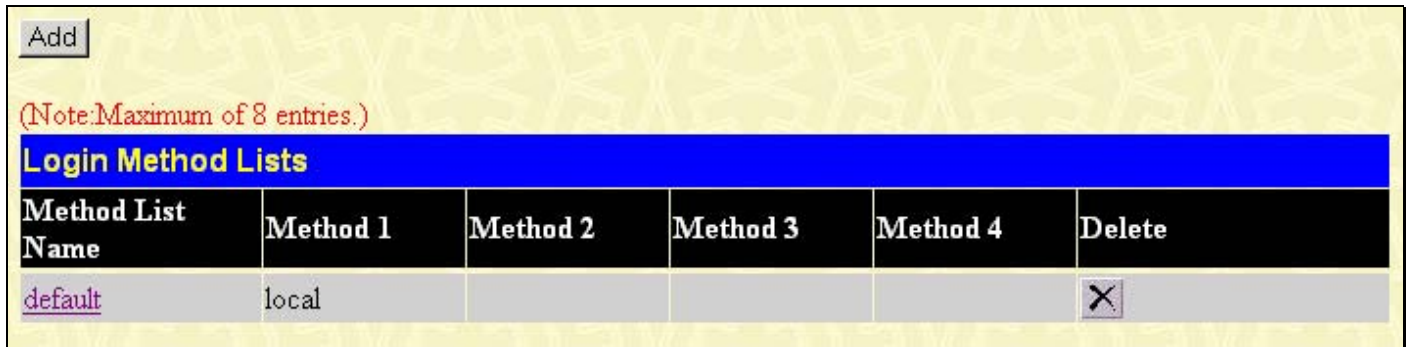 Add
(Note:Maximum of 8 entries.)
Login Method Lists
Method List Name Method 1 Method 2 Method 3 Method 4 Delete
default local